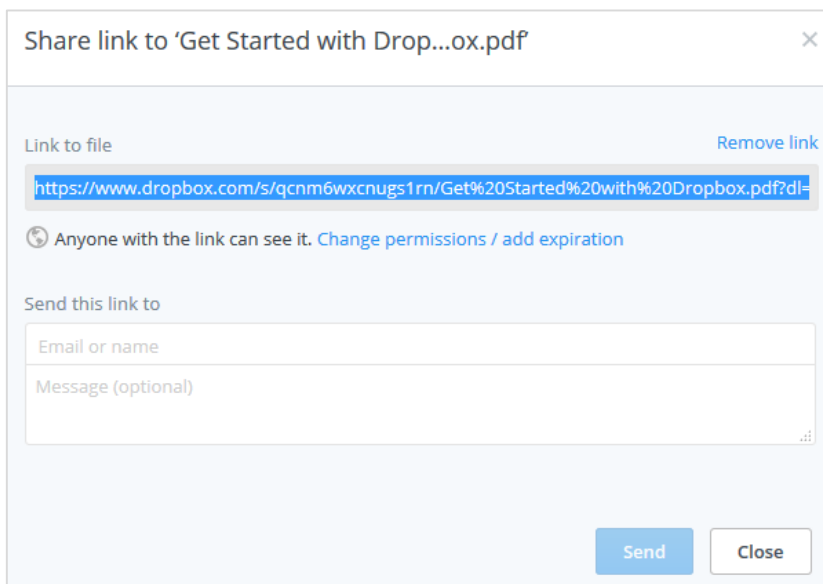 Share link to ‘Get Started with Drop...ox.pdf’
Link to file
Remove link
https://www.dropbox.com/s/qcnm6wxcnugs1rn/Get%20Started%20with%20Dropbox.pdf?dl=
Anyone with the link can see it. Change permissions / add expiration
Send this link to
Email or name
Message (optional)
Send
Close